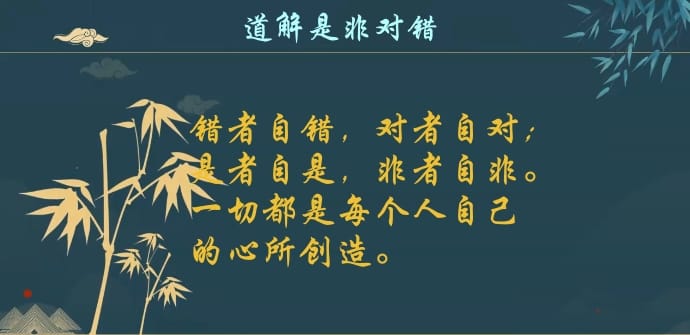 道解是非对错
错者自错，对者自对；
是者自是，非者自非。
一切都是每个人自己
的心所创造。